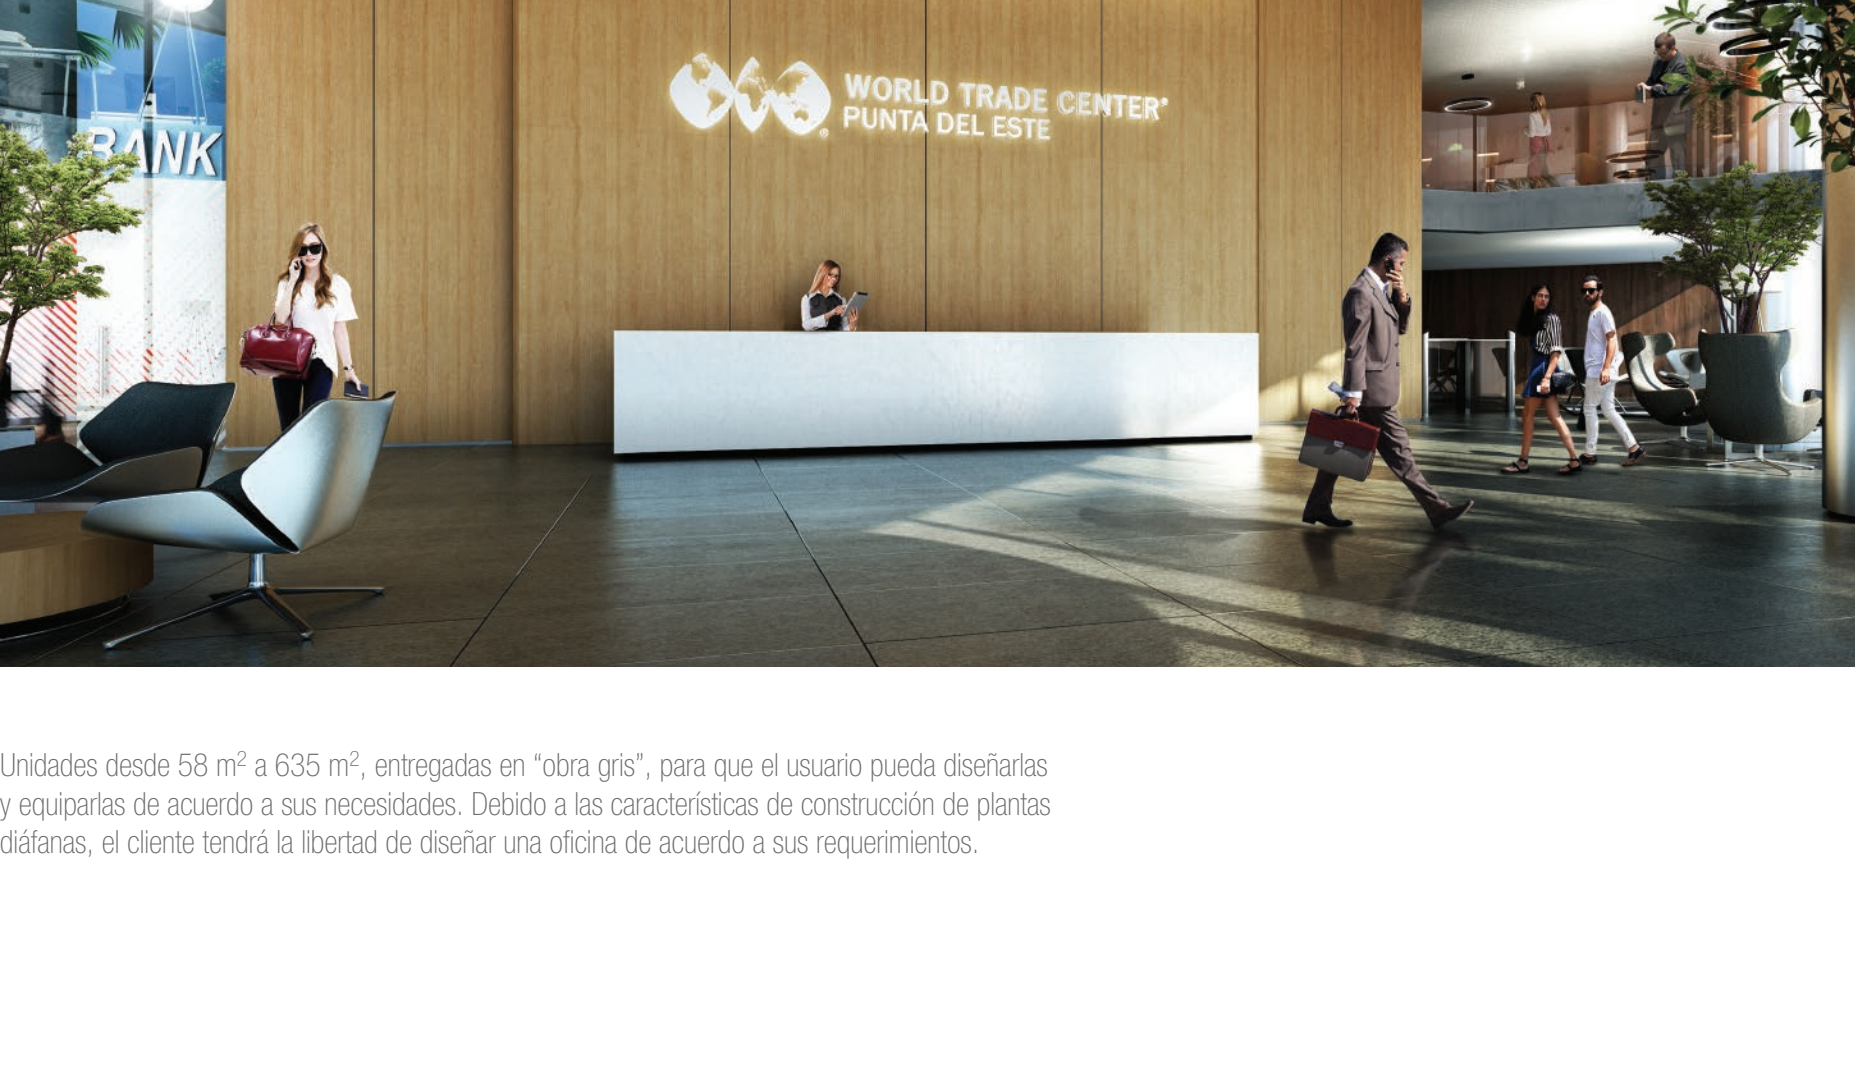 BANK
WORLD TRADE CENTER®
PUNTA DEL ESTE
®
Unidades desde 58 m² a 635 m², entregadas en “obra gris”, para que el usuario pueda diseñarlas
y equiparlas de acuerdo a sus necesidades. Debido a las características de construcción de plantas
diáfanas, el cliente tendrá la libertad de diseñar una oficina de acuerdo a sus requerimientos.